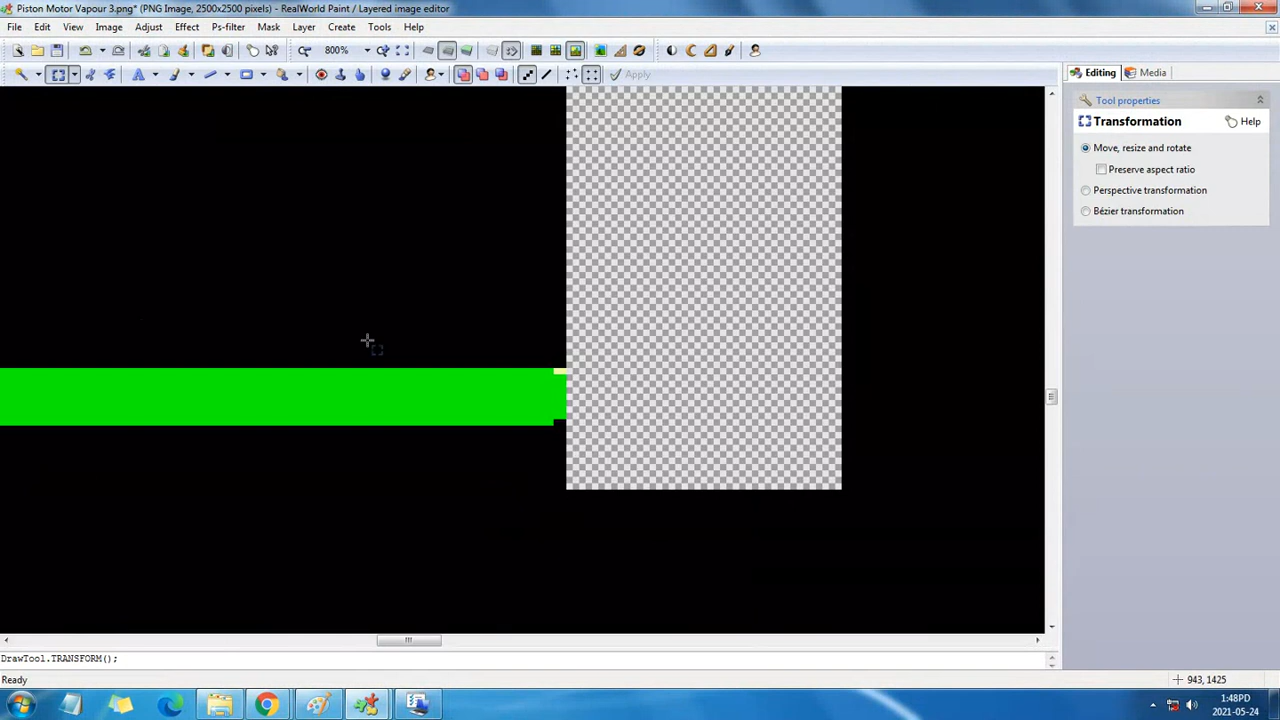 Piston Motor Vapour 3.png* (PNG Image, 2500x2500 pixels) - RealWorld Paint / Layered image editor
File Edit View Image Adjust Effect Ps-filter Mask Layer Create Tools Help
800%
Apply
Editing Media
Tool properties
Transformation Help
Move, resize and rotate
Preserve aspect ratio
Perspective transformation
Bézier transformation
DrawTool.TRANSFORM();
Ready
943, 1425
1:48PD
2021-05-24